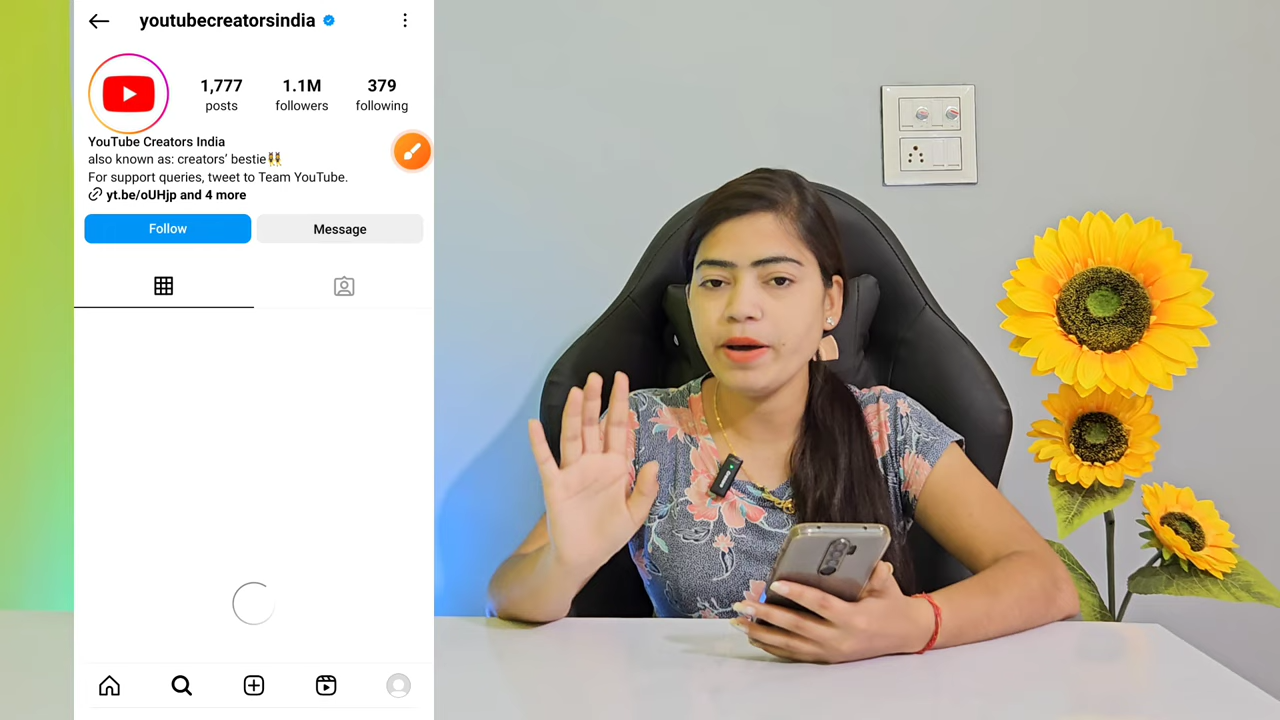 youtubecreatorsindia
1,777
posts
1.1M
followers
379
following
YouTube Creators India
also known as: creators' bestie👯
For support queries, tweet to Team YouTube.
yt.be/oUHjp and 4 more
Follow
Message